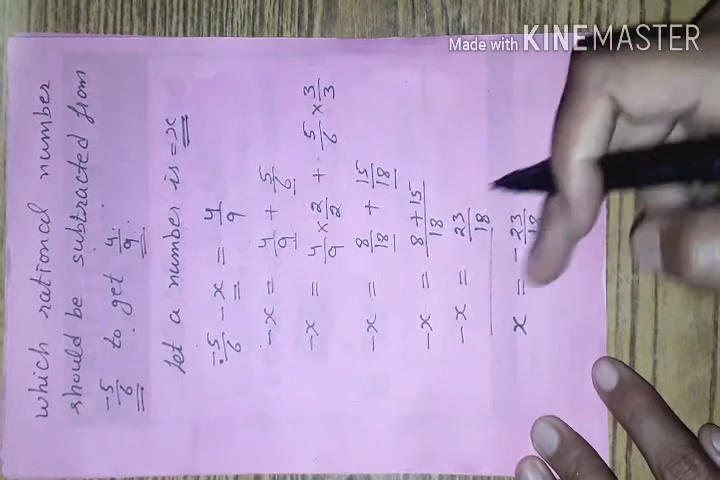 Made with KINEMASTER
which rational number
should be subtracted from
-5/6 to get 4/9.
let a number is = x
-5/6 - x = 4/9
-x = 4/9 + 5/6
-x = 4/9 × 2/2 + 5/6 × 3/3
-x = 8/18 + 15/18
-x = 8 + 15/18
-x = 23/18
x = -23/18